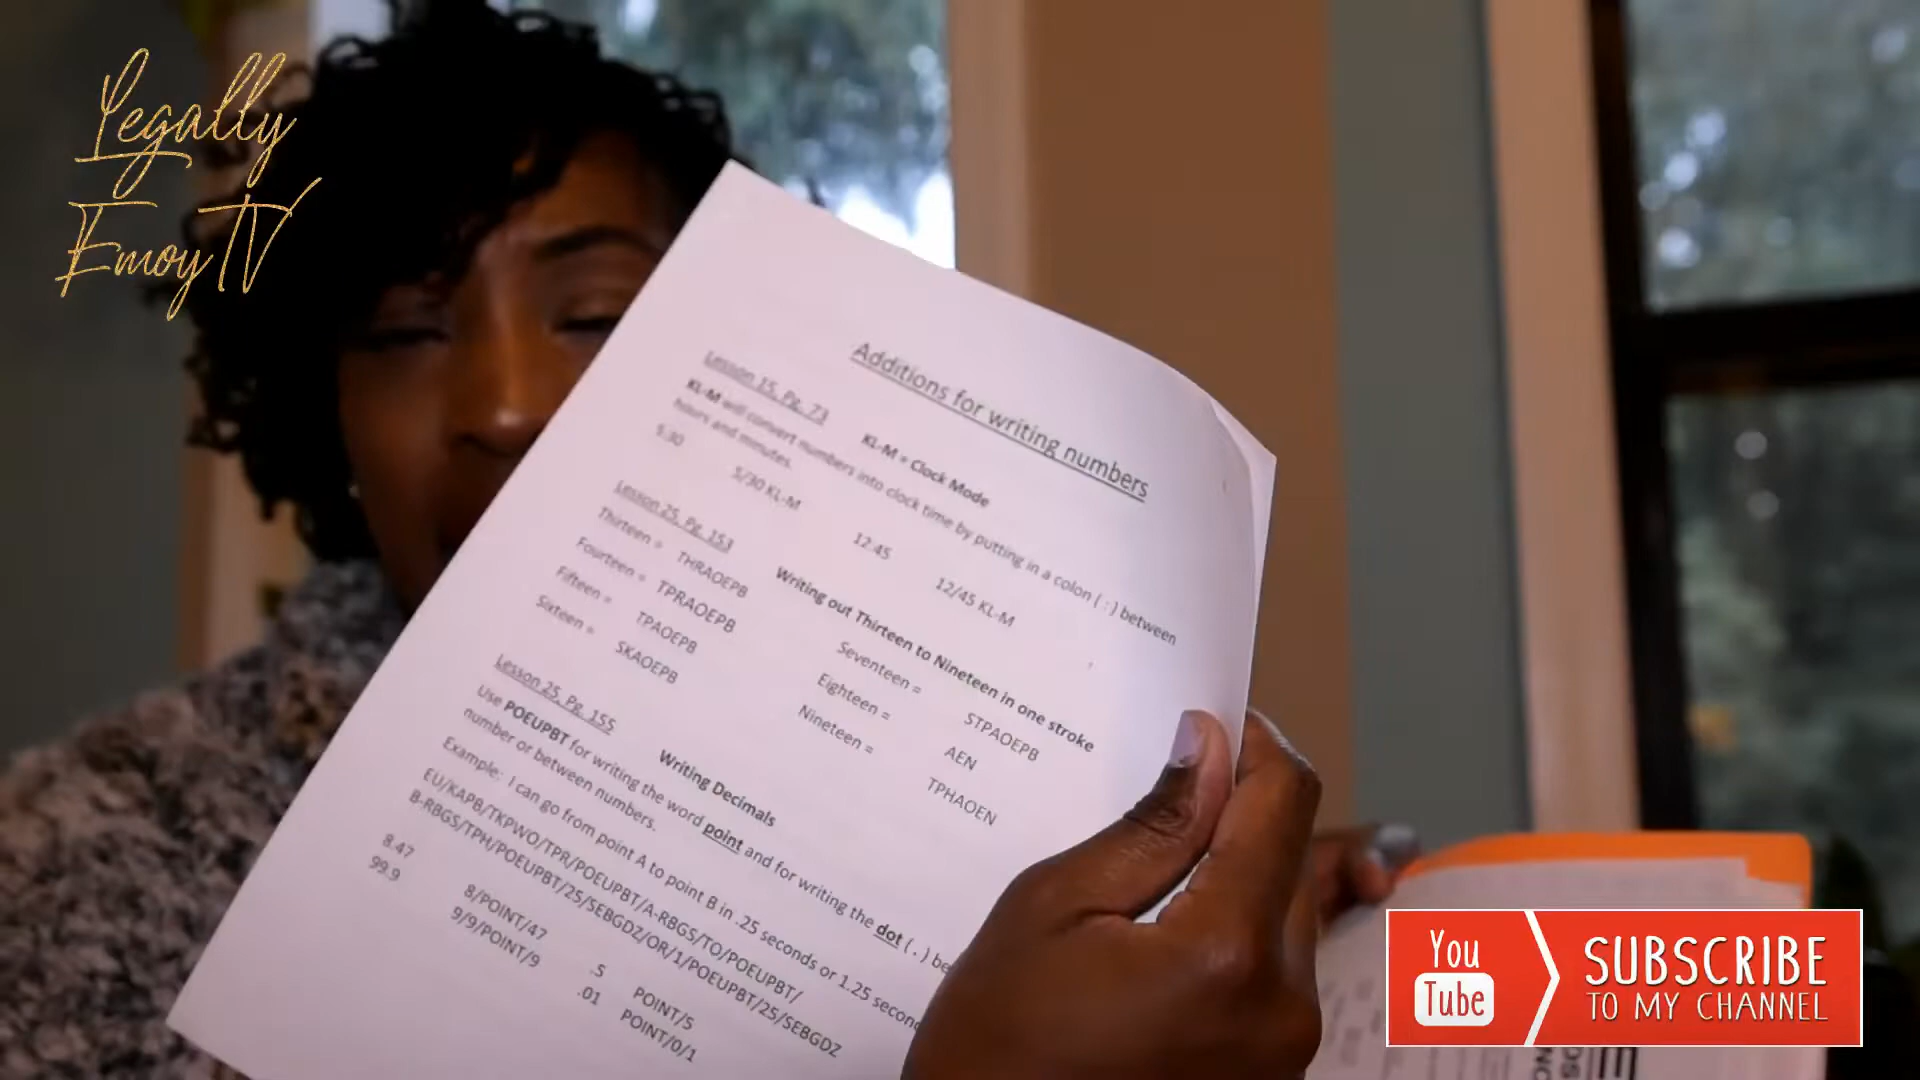 Legally
Emoy TV
Additions for writing numbers
Lesson 15, Pg. 73
KL-M = Clock Mode
KL-M will convert numbers into clock time by putting in a colon ( : ) between
hours and minutes.
5:30 5/30 KL-M 12:45 12/45 KL-M
Lesson 25, Pg. 153
Writing out Thirteen to Nineteen in one stroke
Thirteen = THRAOEPB Seventeen = STPAOEPB
Fourteen = TPRAOEPB Eighteen = AEN
Fifteen = TPAOEPB Nineteen = TPHAOEN
Sixteen = SKAOEPB
Lesson 25, Pg. 155
Writing Decimals
Use POEUPBT for writing the word point and for writing the dot ( . ) be
number or between numbers.
Example: I can go from point A to point B in .25 seconds or 1.25 second
EU/KAPB/TKPWO/TPR/POEUPBT/A-RBGS/TO/POEUPBT/
B-RBGS/TPH/POEUPBT/25/SEBGDZ/OR/1/POEUPBT/25/SEBGDZ
8.47 8/POINT/47 .5 POINT/5
99.9 9/9/POINT/9 .01 POINT/0/1
You
Tube
SUBSCRIBE
TO MY CHANNEL